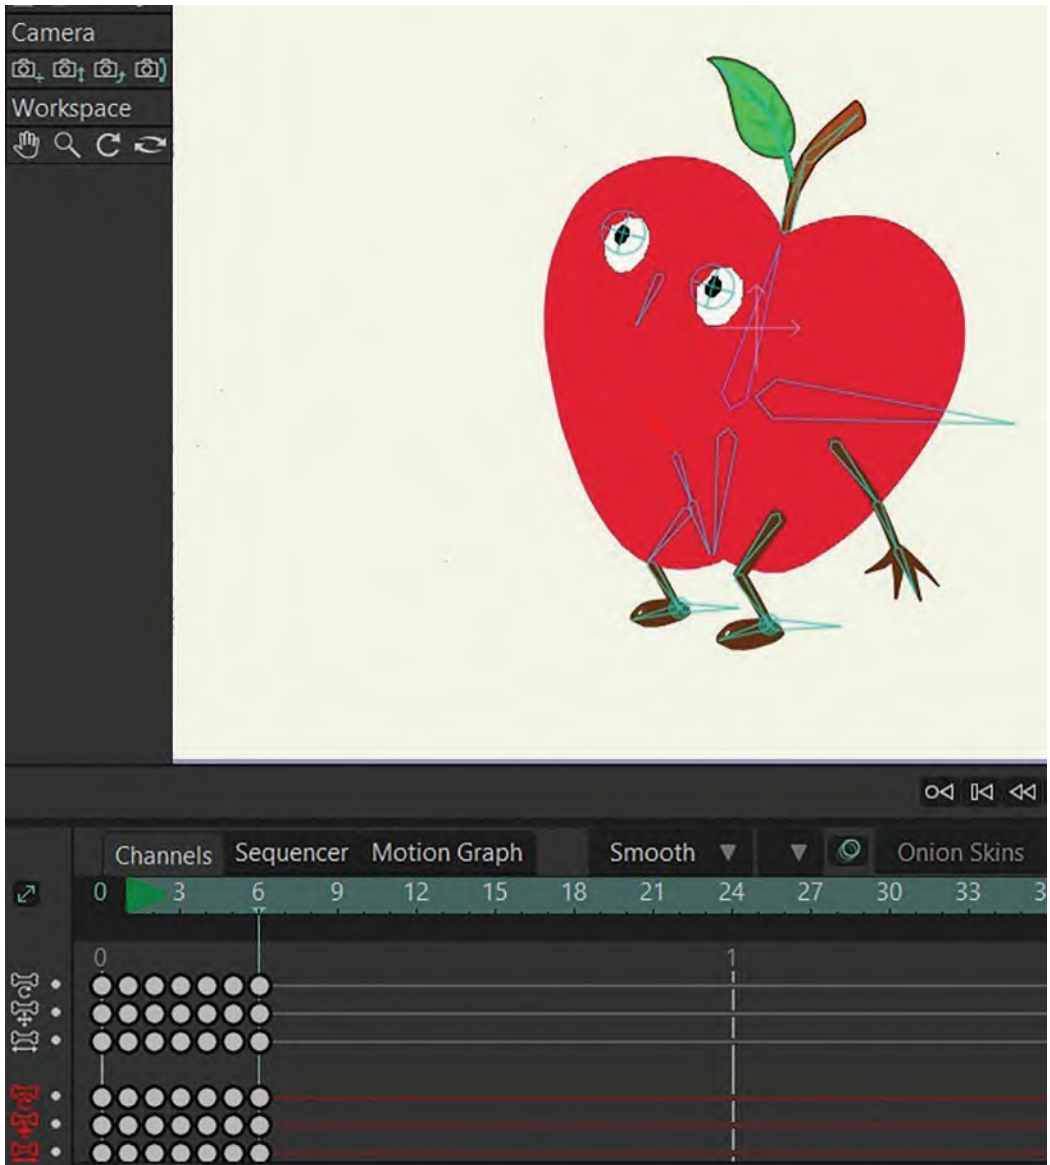 Camera
Workspace
Channels Sequencer Motion Graph Smooth Onion Skins
0 3 6 9 12 15 18 21 24 27 30 33 3
0 1